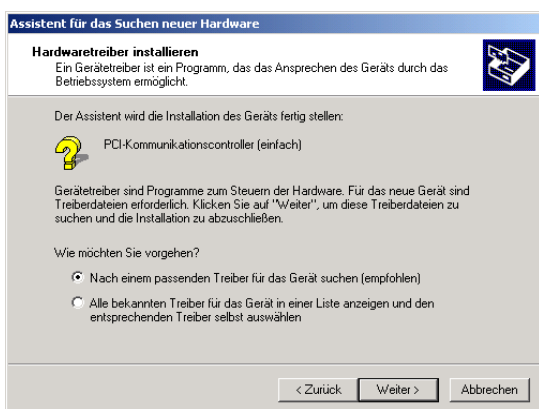 Assistent für das Suchen neuer Hardware
Hardwaretreiber installieren
Ein Gerätetreiber ist ein Programm, das das Ansprechen des Geräts durch das
Betriebssystem ermöglicht.
Der Assistent wird die Installation des Geräts fertig stellen:
PCI-Kommunikationscontroller (einfach)
Gerätetreiber sind Programme zum Steuern der Hardware. Für das neue Gerät sind
Treiberdateien erforderlich. Klicken Sie auf "Weiter", um diese Treiberdateien zu
suchen und die Installation zu abzuschließen.
Wie möchten Sie vorgehen?
Nach einem passenden Treiber für das Gerät suchen (empfohlen)
Alle bekannten Treiber für das Gerät in einer Liste anzeigen und den
entsprechenden Treiber selbst auswählen
< Zurück Weiter > Abbrechen